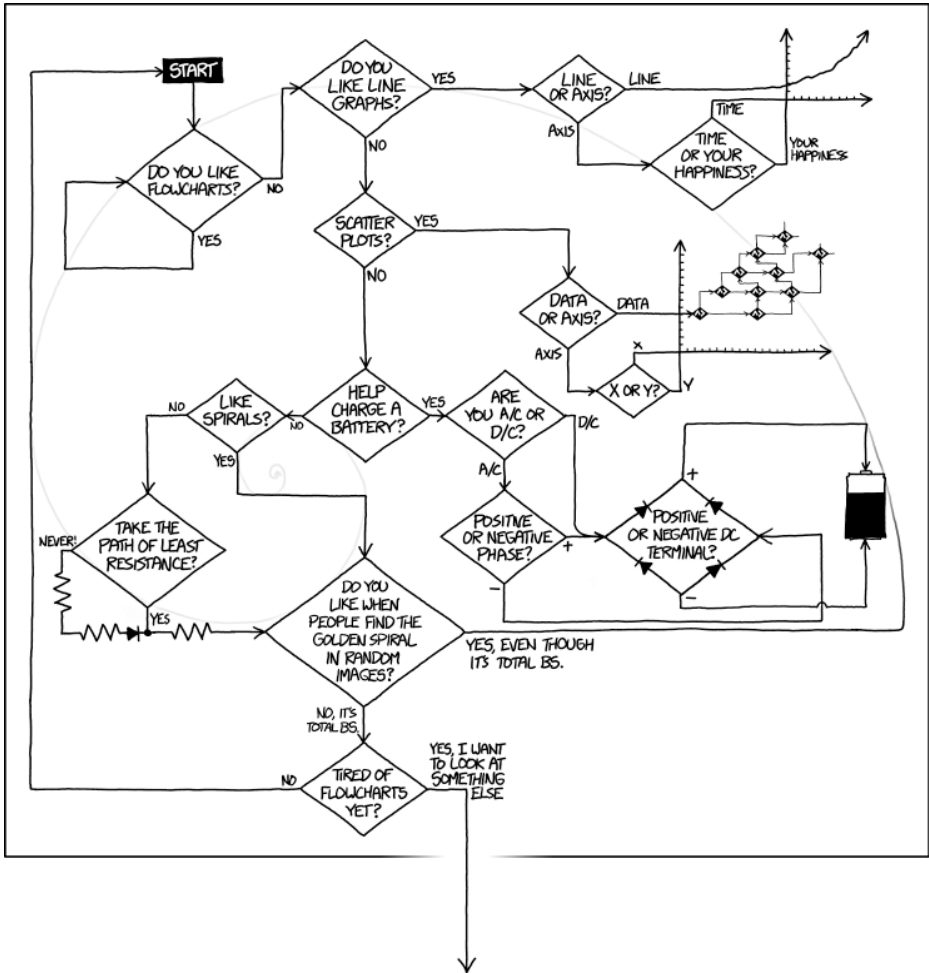 START
DO YOU LIKE
FLOWCHARTS?
NO
YES
DO YOU
LIKE LINE
GRAPHS?
YES
NO
LINE
OR AXIS?
LINE
AXIS
TIME
OR YOUR
HAPPINESS?
TIME
YOUR
HAPPINESS
SCATTER
PLOTS?
YES
NO
DATA
OR AXIS?
DATA
AXIS
X OR Y?
X
Y
HELP
CHARGE A
BATTERY?
NO
YES
LIKE
SPIRALS?
NO
YES
ARE
YOU A/C OR
D/C?
D/C
A/C
POSITIVE
OR NEGATIVE
PHASE?
+
-
POSITIVE
OR NEGATIVE DC
TERMINAL?
+
-
TAKE THE
PATH OF LEAST
RESISTANCE?
NEVER!
YES
DO YOU
LIKE WHEN
PEOPLE FIND THE
GOLDEN SPIRAL
IN RANDOM
IMAGES?
YES, EVEN THOUGH
IT'S TOTAL BS.
NO, IT'S
TOTAL BS.
TIRED OF
FLOWCHARTS
YET?
NO
YES, I WANT
TO LOOK AT
SOMETHING
ELSE